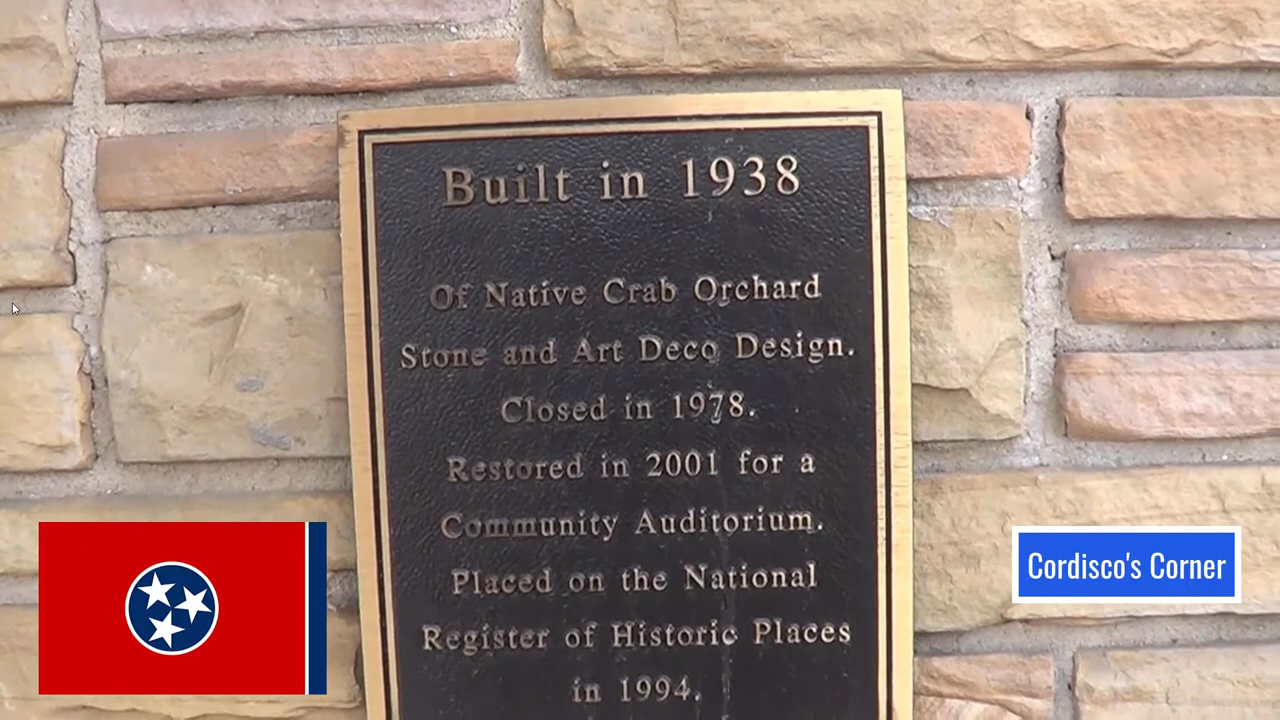 Built in 1938
Of Native Crab Orchard
Stone and Art Deco Design.
Closed in 1978.
Restored in 2001 for a
Community Auditorium.
Placed on the National
Register of Historic Places
in 1994.
Cordisco's Corner